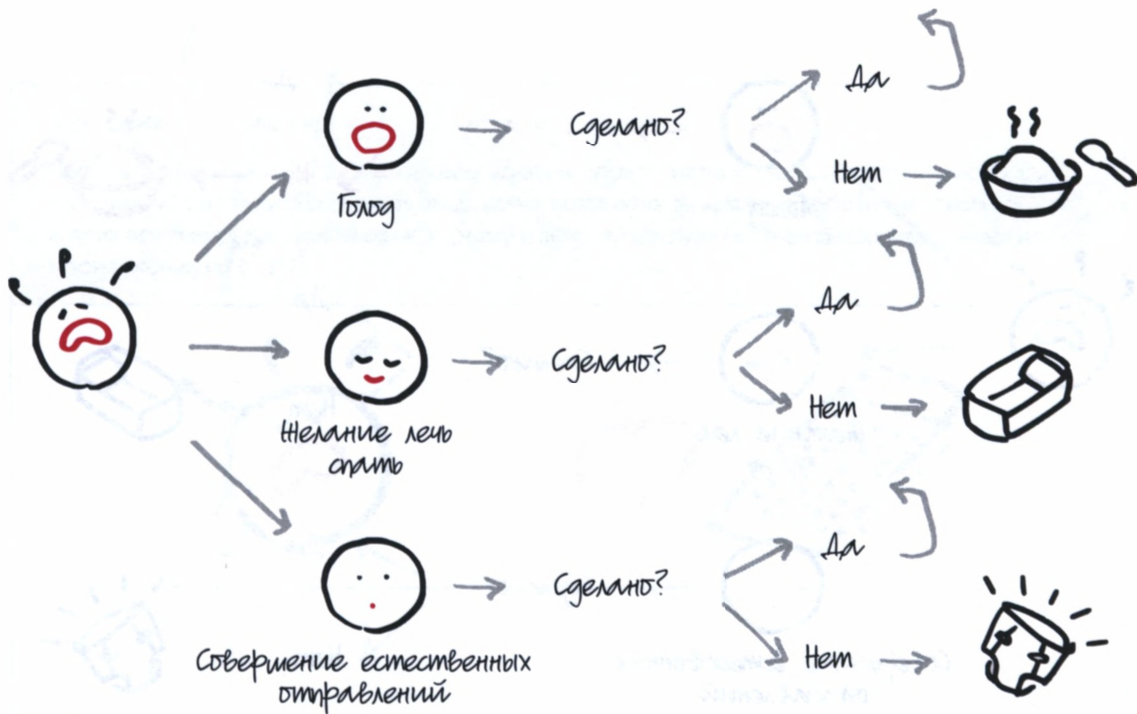 Да
Сделано?
Нет
Голод
Да
Сделано?
Нет
Желание лечь
спать
Да
Сделано?
Нет
Совершение естественных
отправлений